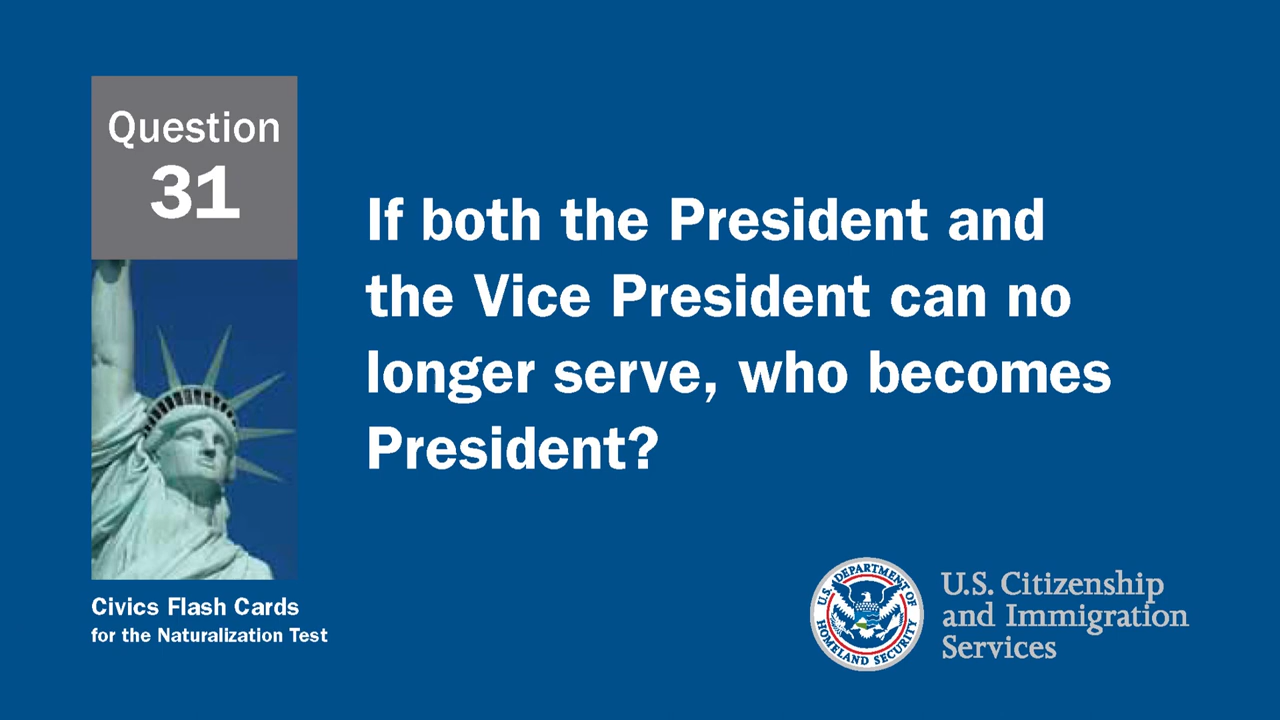 Question
31
If both the President and
the Vice President can no
longer serve, who becomes
President?
Civics Flash Cards
for the Naturalization Test
U.S. DEPARTMENT OF
HOMELAND SECURITY
U.S. Citizenship
and Immigration
Services